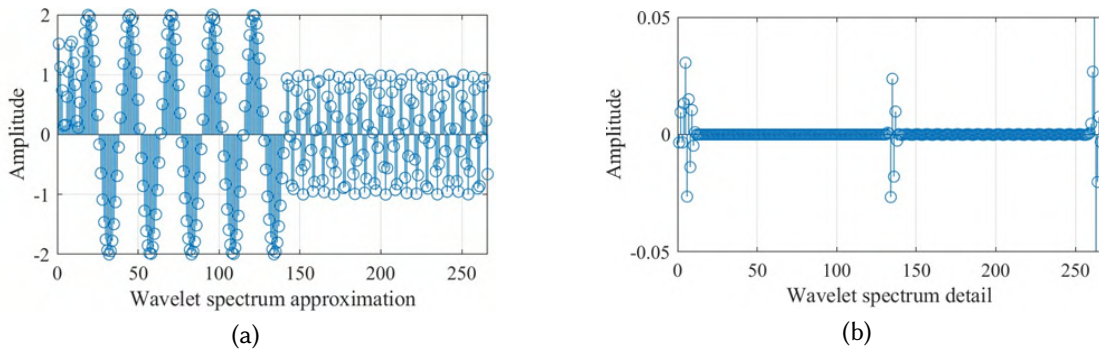 2
1
0
-1
-2
Amplitude
0 50 100 150 200 250
Wavelet spectrum approximation
(a)
0.05
0
-0.05
Amplitude
0 50 100 150 200 250
Wavelet spectrum detail
(b)